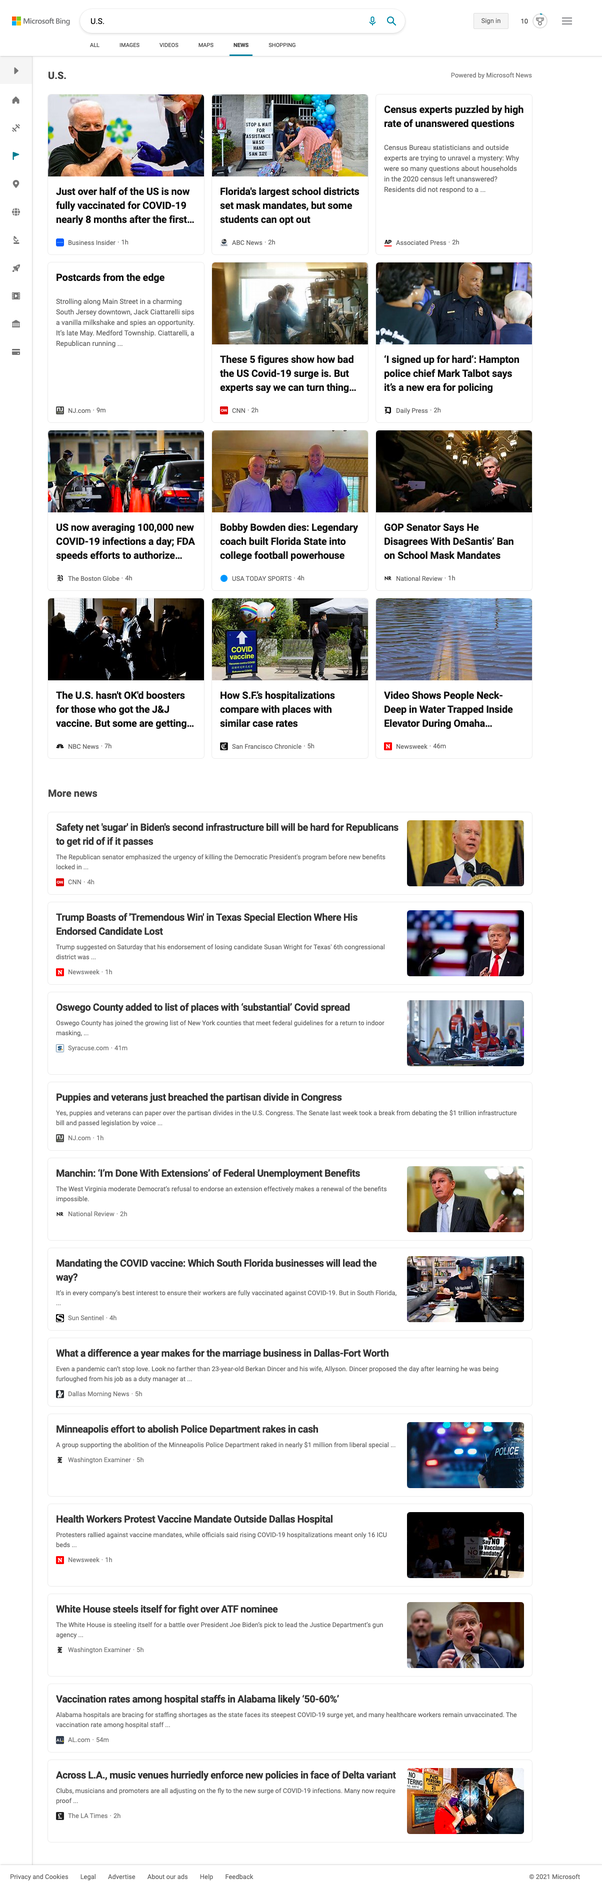 Microsoft Bing
U.S.
Sign in
10
ALL IMAGES VIDEOS MAPS NEWS SHOPPING
U.S.
Powered by Microsoft News
Just over half of the US is now
fully vaccinated for COVID-19
nearly 8 months after the first...
Business Insider · 1h
STOP & WAIT
FOR
ASSISTANCE
MASK
HAND
SANITIZE
Florida's largest school districts
set mask mandates, but some
students can opt out
ABC News · 2h
Census experts puzzled by high
rate of unanswered questions
Census Bureau statisticians and outside
experts are trying to unravel a mystery: Why
were so many questions about households
in the 2020 census left unanswered?
Residents did not respond to a ...
AP Associated Press · 2h
Postcards from the edge
Strolling along Main Street in a charming
South Jersey downtown, Jack Ciattarelli sips
a vanilla milkshake and spies an opportunity.
It's late May. Medford Township. Ciattarelli, a
Republican running ...
NJ.com · 9m
These 5 figures show how bad
the US Covid-19 surge is. But
experts say we can turn thing...
CNN · 2h
'I signed up for hard': Hampton
police chief Mark Talbot says
it's a new era for policing
Daily Press · 2h
US now averaging 100,000 new
COVID-19 infections a day; FDA
speeds efforts to authorize...
The Boston Globe · 4h
Bobby Bowden dies: Legendary
coach built Florida State into
college football powerhouse
USA TODAY SPORTS · 4h
GOP Senator Says He
Disagrees With DeSantis' Ban
on School Mask Mandates
NR National Review · 1h
The U.S. hasn't OK'd boosters
for those who got the J&J
vaccine. But some are getting...
NBC News · 7h
COVID
vaccine
How S.F.'s hospitalizations
compare with places with
similar case rates
San Francisco Chronicle · 5h
Video Shows People Neck-
Deep in Water Trapped Inside
Elevator During Omaha...
N Newsweek · 46m
More news
Safety net 'sugar' in Biden's second infrastructure bill will be hard for Republicans
to get rid of if it passes
The Republican senator emphasized the urgency of killing the Democratic President's program before new benefits
locked in ...
CNN · 4h
Trump Boasts of 'Tremendous Win' in Texas Special Election Where His
Endorsed Candidate Lost
Trump suggested on Saturday that his endorsement of losing candidate Susan Wright for Texas' 6th congressional
district was ...
N Newsweek · 1h
Oswego County added to list of places with 'substantial' Covid spread
Oswego County has joined the growing list of New York counties that meet federal guidelines for a return to indoor
masking, ...
S Syracuse.com · 41m
Puppies and veterans just breached the partisan divide in Congress
Yes, puppies and veterans can paper over the partisan divides in the U.S. Congress. The Senate last week took a break from debating the $1 trillion infrastructure
bill and passed legislation by voice ...
NJ.com · 1h
Manchin: 'I'm Done With Extensions' of Federal Unemployment Benefits
The West Virginia moderate Democrat's refusal to endorse an extension effectively makes a renewal of the benefits
impossible.
NR National Review · 2h
Mandating the COVID vaccine: Which South Florida businesses will lead the
way?
It's in every company's best interest to ensure their workers are fully vaccinated against COVID-19. But in South Florida,
...
S Sun Sentinel · 4h
What a difference a year makes for the marriage business in Dallas-Fort Worth
Even a pandemic can't stop love. Look no farther than 23-year-old Berkan Dincer and his wife, Allyson. Dincer proposed the day after learning he was being
furloughed from his job as a duty manager at ...
Dallas Morning News · 5h
Minneapolis effort to abolish Police Department rakes in cash
A group supporting the abolition of the Minneapolis Police Department raked in nearly $1 million from liberal special ...
Washington Examiner · 5h
POLICE
Health Workers Protest Vaccine Mandate Outside Dallas Hospital
Protesters rallied against vaccine mandates, while officials said rising COVID-19 hospitalizations meant only 16 ICU
beds ...
N Newsweek · 1h
Say NO
to Vaccine
Mandate
White House steels itself for fight over ATF nominee
The White House is steeling itself for a battle over President Joe Biden's pick to lead the Justice Department's gun
agency ...
Washington Examiner · 5h
Vaccination rates among hospital staffs in Alabama likely '50-60%'
Alabama hospitals are bracing for staffing shortages as the state faces its steepest COVID-19 surge yet, and many healthcare workers remain unvaccinated. The
vaccination rate among hospital staff ...
AL.com · 54m
Across L.A., music venues hurriedly enforce new policies in face of Delta variant
Clubs, musicians and promoters are all adjusting on the fly to the new surge of COVID-19 infections. Many now require
proof ...
The LA Times · 2h
Privacy and Cookies Legal Advertise About our ads Help Feedback
© 2021 Microsoft